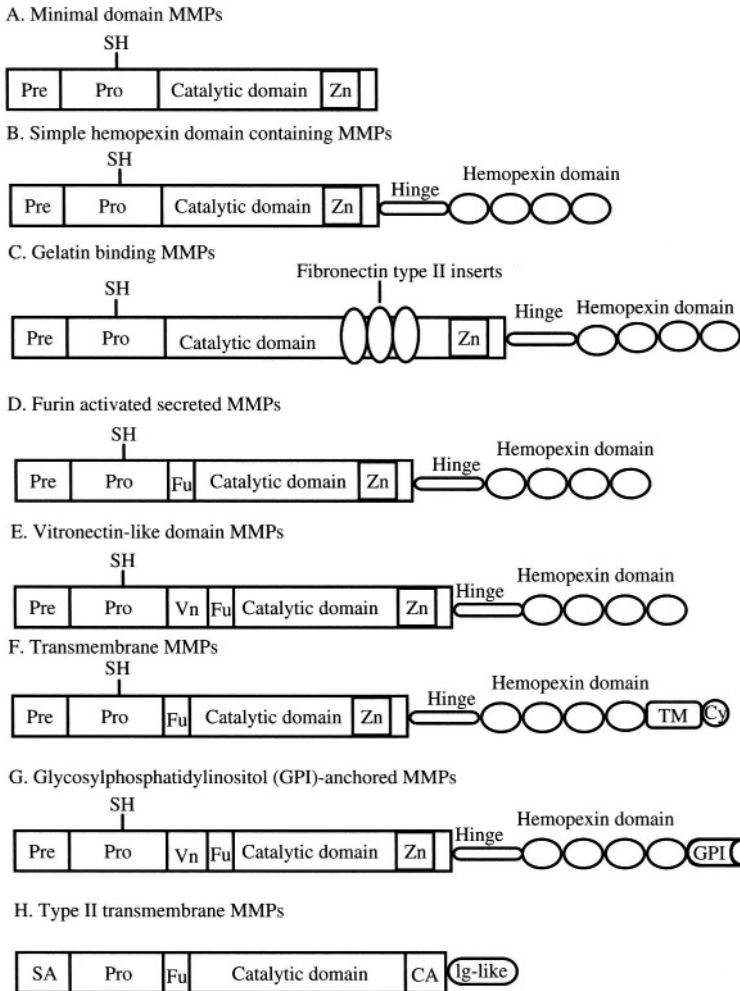 A. Minimal domain MMPs
SH
Pre Pro Catalytic domain Zn
B. Simple hemopexin domain containing MMPs
SH
Hinge Hemopexin domain
Pre Pro Catalytic domain Zn
C. Gelatin binding MMPs
Fibronectin type II inserts
SH
Hinge Hemopexin domain
Pre Pro Catalytic domain Zn
D. Furin activated secreted MMPs
SH
Hinge Hemopexin domain
Pre Pro Fu Catalytic domain Zn
E. Vitronectin-like domain MMPs
SH
Hinge Hemopexin domain
Pre Pro Vn Fu Catalytic domain Zn
F. Transmembrane MMPs
SH
Hinge Hemopexin domain
Pre Pro Fu Catalytic domain Zn TM Cy
G. Glycosylphosphatidylinositol (GPI)-anchored MMPs
SH
Hinge Hemopexin domain
Pre Pro Vn Fu Catalytic domain Zn GPI
H. Type II transmembrane MMPs
SA Pro Fu Catalytic domain CA lg-like